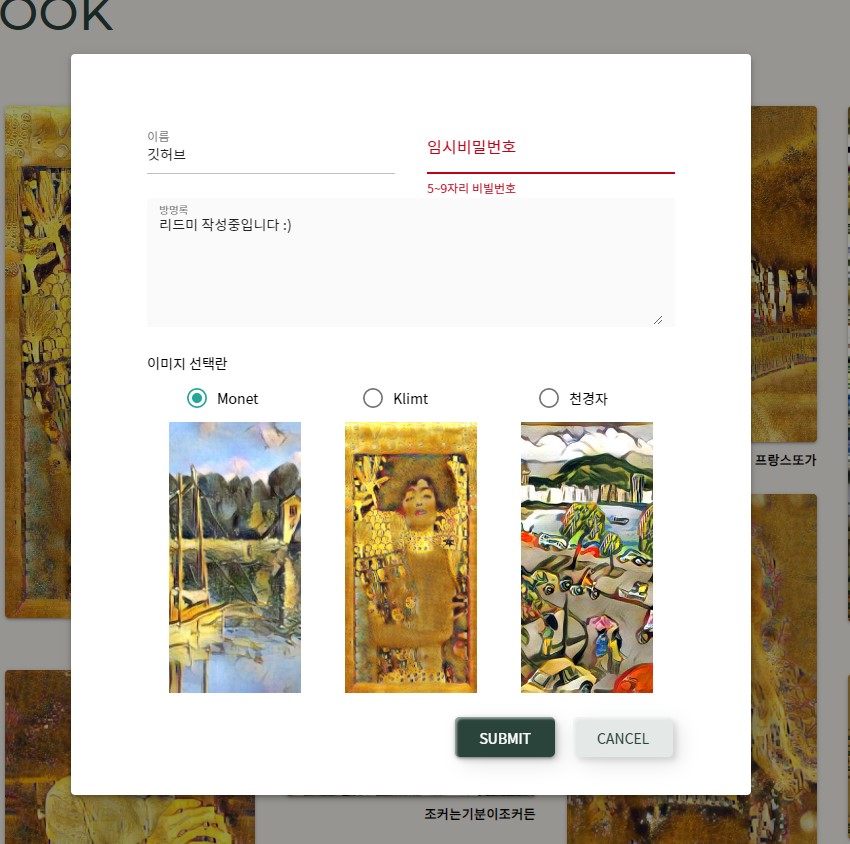 OOK
이름
깃허브
임시비밀번호
5~9자리 비빌번호
방명록
리드미 작성중입니다 :)
이미지 선택란
Monet
Klimt
천경자
프랑스또가
SUBMIT
CANCEL
조커는기분이조커든